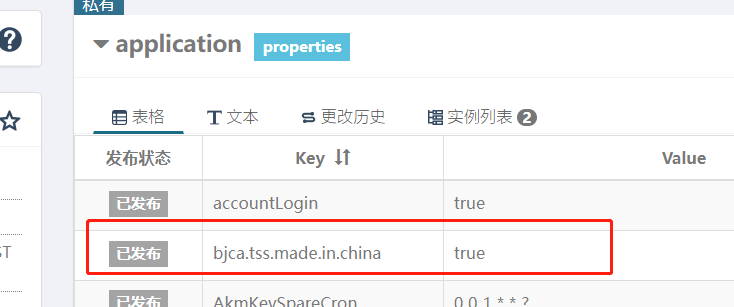 私有
application properties
表格 文本 更改历史 实例列表 2
发布状态 Key Value
已发布 accountLogin true
已发布 bjca.tss.made.in.china true
ST
已发布 AkmKeySpareCron 0 0 1 * * ?